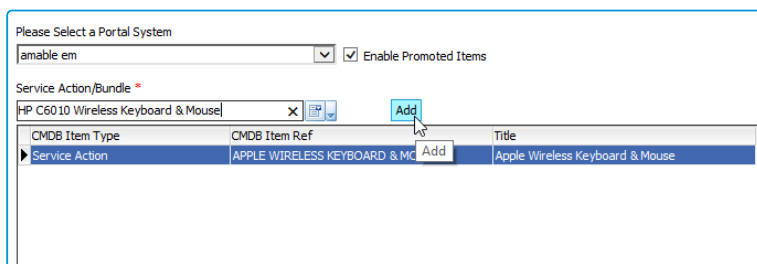 Please Select a Portal System
amable em
Enable Promoted Items
Service Action/Bundle *
HP C6010 Wireless Keyboard & Mouse
Add
CMDB Item Type CMDB Item Ref Title
Service Action APPLE WIRELESS KEYBOARD & Apple Wireless Keyboard & Mouse
Add